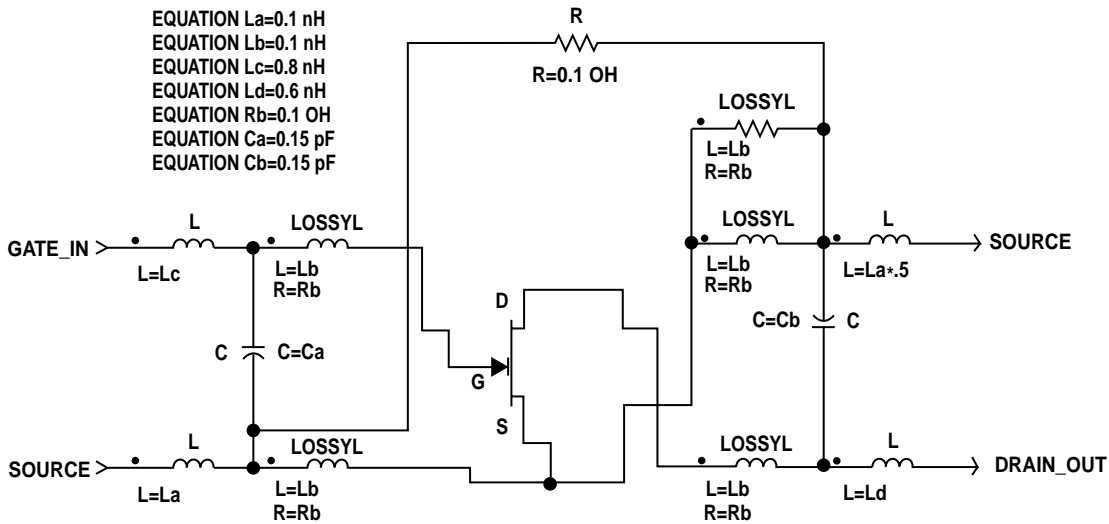 EQUATION La=0.1 nH
EQUATION Lb=0.1 nH
EQUATION Lc=0.8 nH
EQUATION Ld=0.6 nH
EQUATION Rb=0.1 OH
EQUATION Ca=0.15 pF
EQUATION Cb=0.15 pF
R
R=0.1 OH
LOSSYL
L=Lb
R=Rb
GATE_IN
L
L=Lc
LOSSYL
L=Lb
R=Rb
LOSSYL
L=Lb
R=Rb
L
L=La*.5
SOURCE
C
C=Ca
D
G
S
C=Cb
C
SOURCE
L
L=La
LOSSYL
L=Lb
R=Rb
LOSSYL
L=Lb
R=Rb
L
L=Ld
DRAIN_OUT